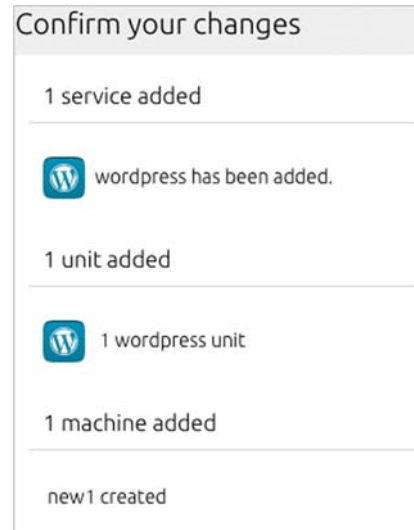 Confirm your changes
1 service added
wordpress has been added.
1 unit added
1 wordpress unit
1 machine added
new1 created